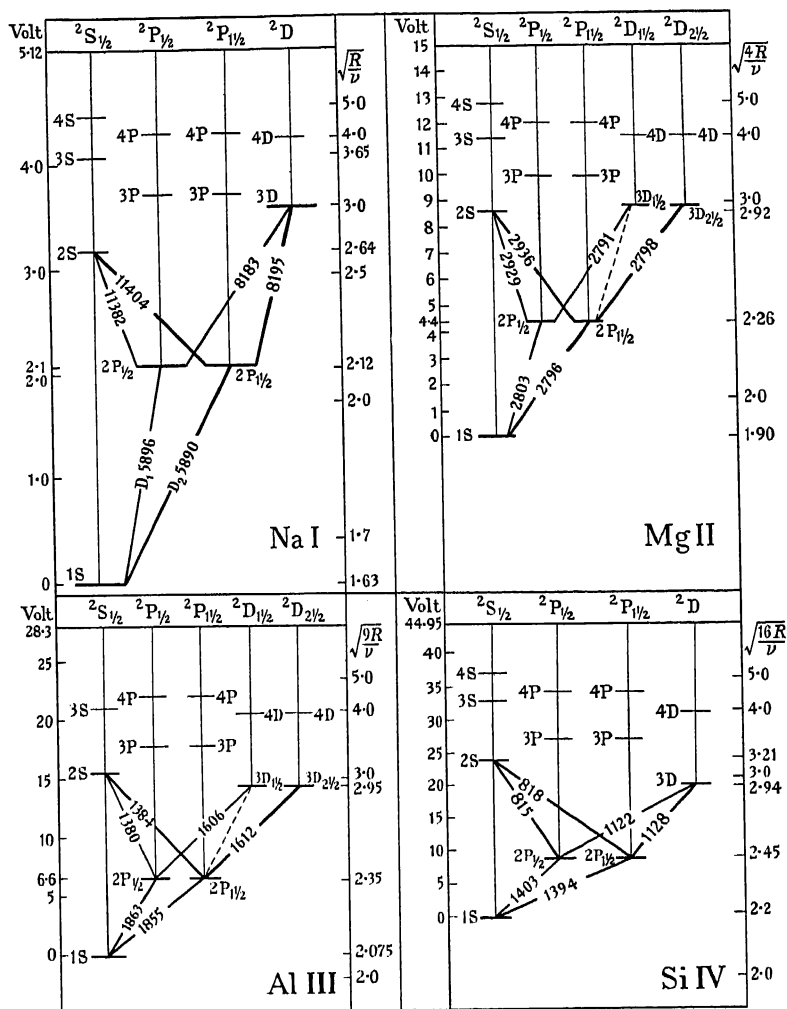 Volt ²S½ ²P½ ²P1½ ²D
5·12 √R/ν
5·0
4S
4P 4P 4D 4·0
4·0 3S 3·65
3P 3P 3D 3·0
2S 2·64
3·0 2·5
11382 11404 8183 8195
2·1 2P½ 2P1½ 2·12
2·0 2·0
D₁ 5896 D₂ 5890
1·0
Na I 1·7
0 1S 1·63
Volt ²S½ ²P½ ²P1½ ²D1½ ²D2½
15 √4R/ν
14
13 4S 5·0
12 4P 4P 4D 4D 4·0
11 3S
10 3P 3P
9 2S 3D1½ 3D2½ 3·0
2·92
8 2929 2936 2791 2798
7
6
5
4·4 2P½ 2P1½ 2·26
4
3
2 2803 2796 2·0
1
0 1S 1·90
Mg II
Volt ²S½ ²P½ ²P1½ ²D1½ ²D2½
28·3 √9R/ν
25 5·0
20 3S 4P 4P 4D 4D 4·0
3P 3P
15 2S 3D1½ 3D2½ 3·0
2·95
10 1380 1384 1606 1612
6·6 2P½ 2P1½ 2·35
5 1863 1855
0 1S 2·075
Al III 2·0
Volt ²S½ ²P½ ²P1½ ²D
44·95 √16R/ν
40
35 4S 4P 4P 5·0
30 3S 4D 4·0
25 2S 3P 3P 3·21
20 3D 3·0
2·94
15 815 818 1122 1128
10 2P½ 2P1½ 2·45
5 1403 1394
0 1S 2·2
Si IV 2·0